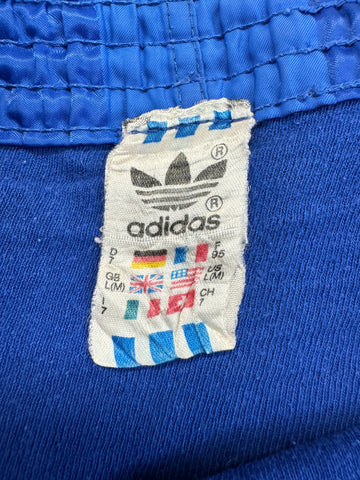 ®
adidas ®
D F
7 95
GB US
L(M) L(M)
I CH
7 7